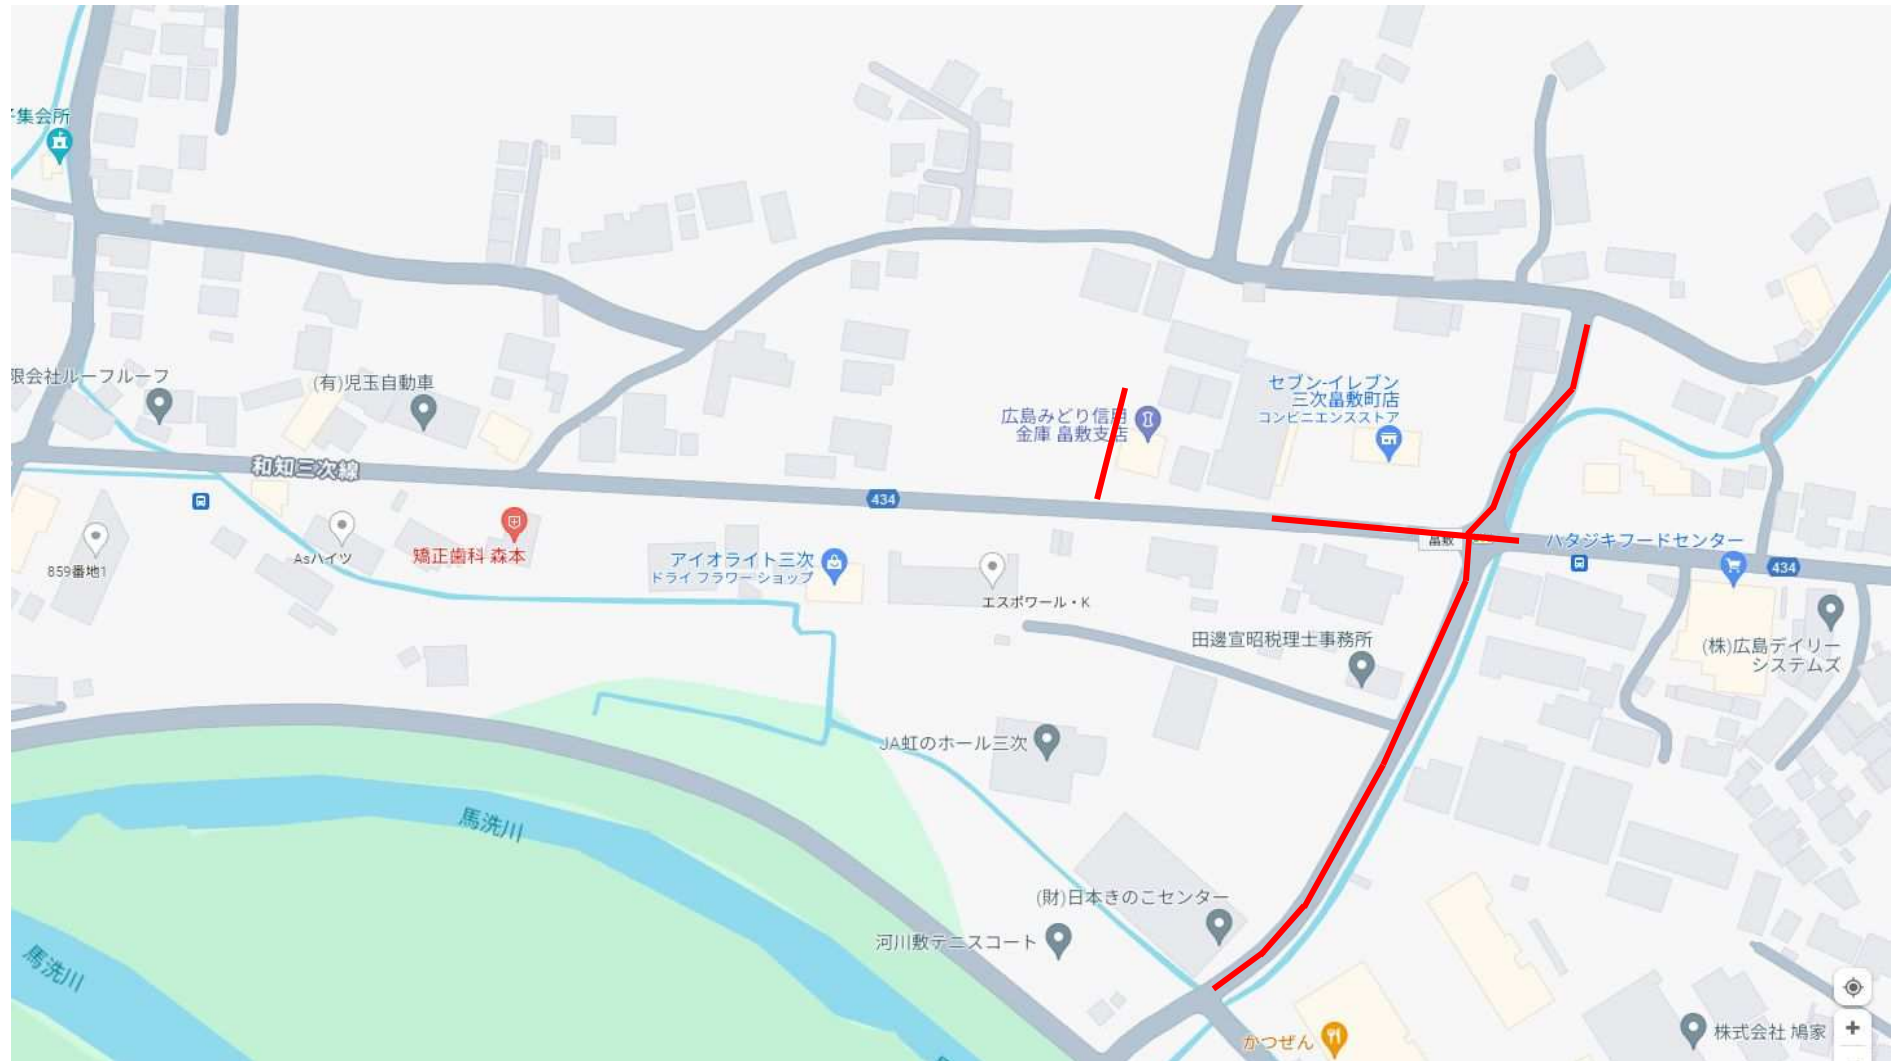 集会所
限会社ルーフルーフ
(有)児玉自動車
和知三次線
広島みどり信用
金庫 畠敷支店
セブン-イレブン
三次畠敷町店
コンビニエンスストア
434
859番地1
Asハイツ
矯正歯科 森本
アイオライト三次
ドライ フラワー ショップ
エスポワール・K
畠敷
ハタジキフードセンター
434
田邊宣昭税理士事務所
(株)広島デイリー
システムズ
JA虹のホール三次
馬洗川
(財)日本きのこセンター
河川敷テニスコート
馬洗川
かつぜん
株式会社 鳩家